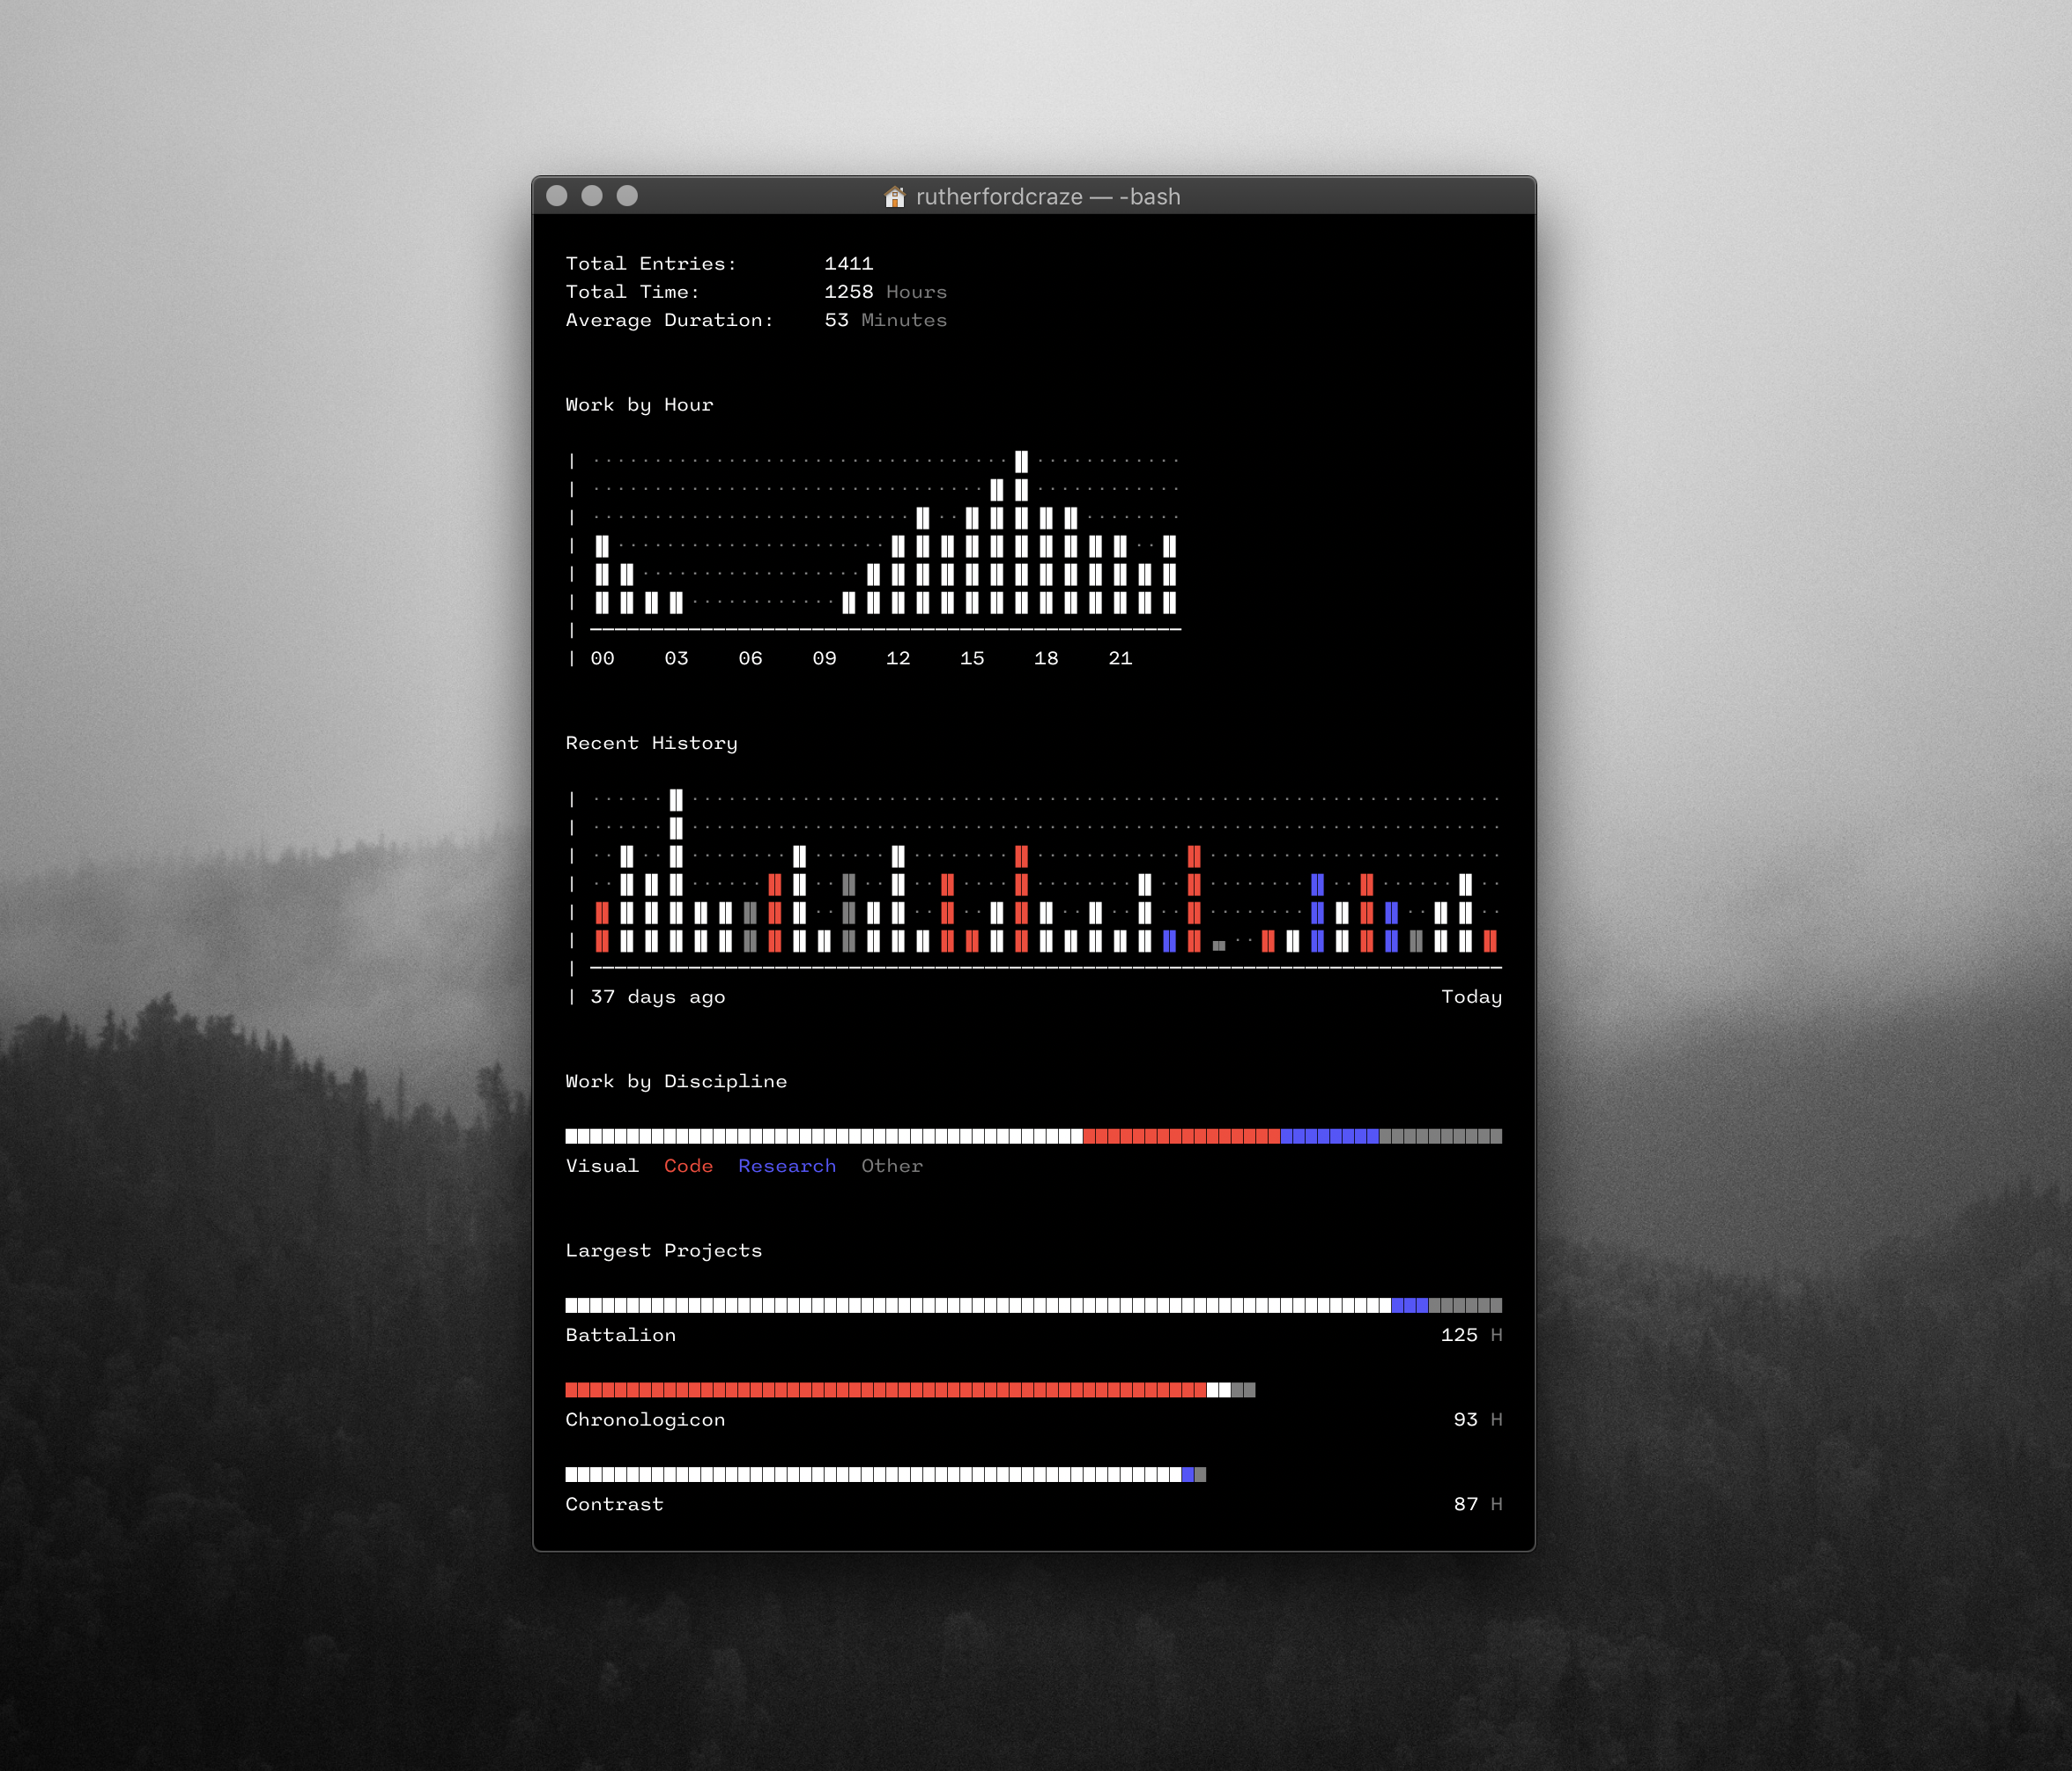 rutherfordcraze — -bash
Total Entries: 1411
Total Time: 1258 Hours
Average Duration: 53 Minutes
Work by Hour
00 03 06 09 12 15 18 21
Recent History
37 days ago Today
Work by Discipline
Visual Code Research Other
Largest Projects
Battalion 125 H
Chronologicon 93 H
Contrast 87 H